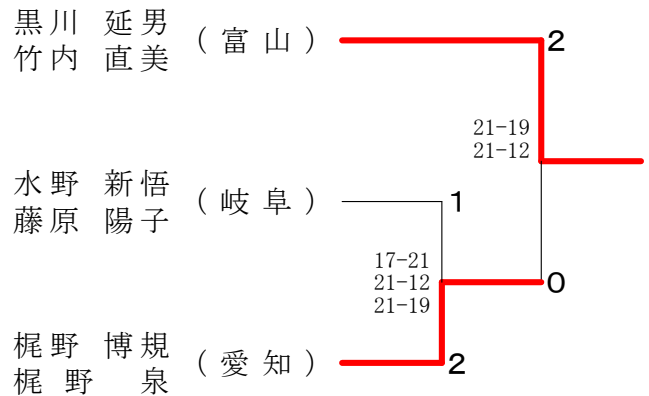 黒川 延男
竹内 直美
(富山)
2
21-19
21-12
水野 新悟
藤原 陽子
(岐阜)
1
17-21
21-12
21-19
0
梶野 博規
梶野 泉
(愛知)
2